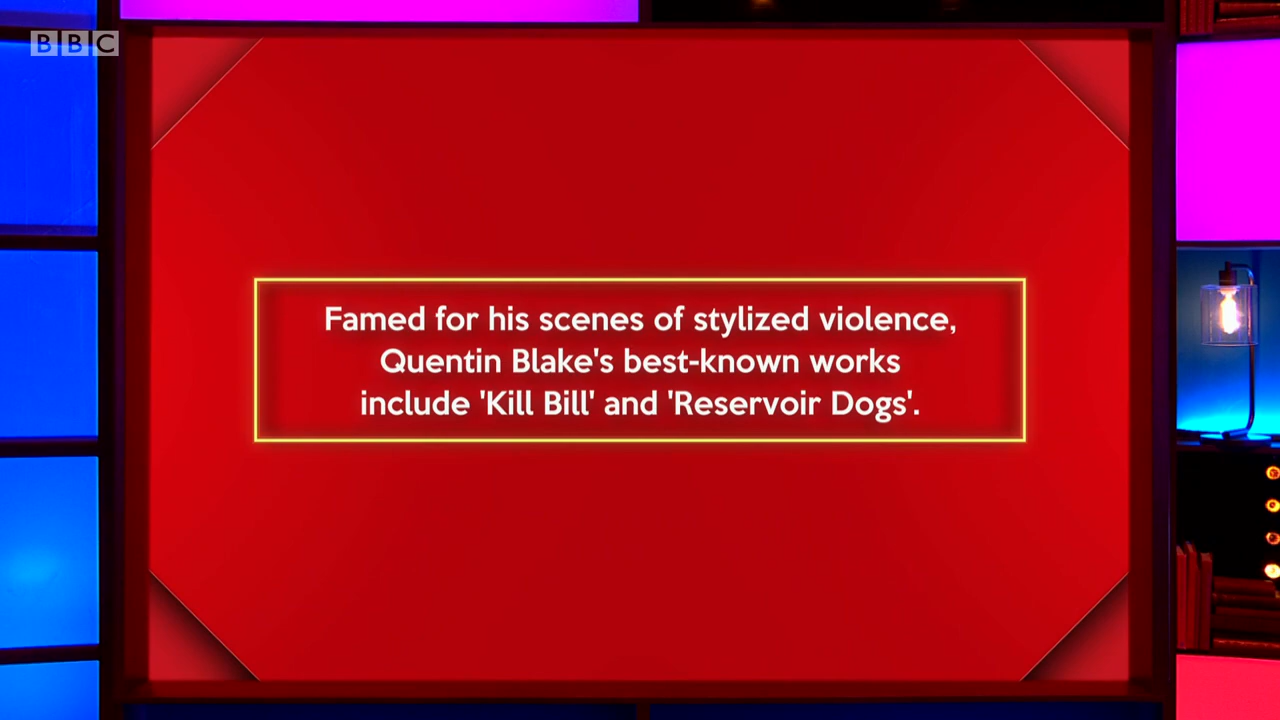 BBC
Famed for his scenes of stylized violence,
Quentin Blake's best-known works
include 'Kill Bill' and 'Reservoir Dogs'.